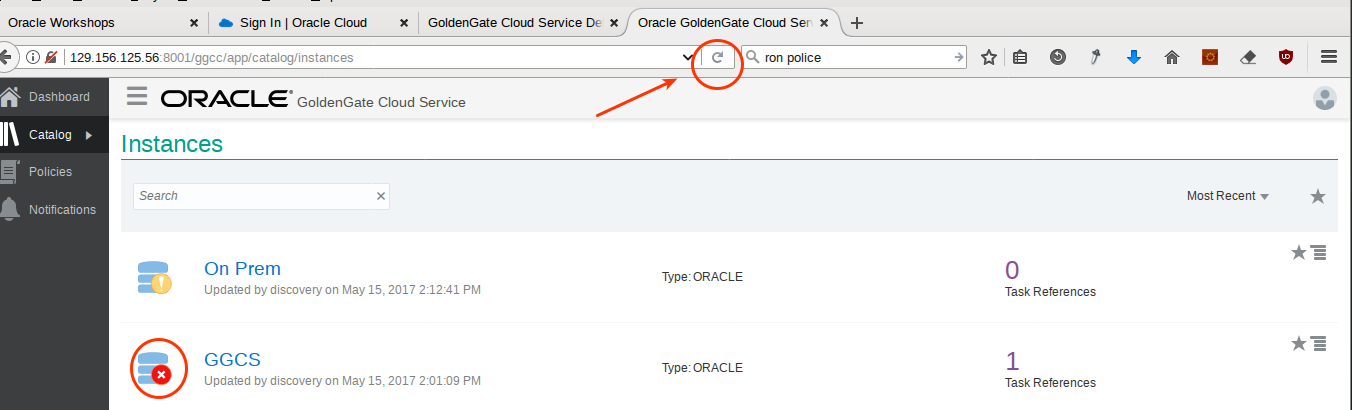 Oracle Workshops
Sign In | Oracle Cloud
GoldenGate Cloud Service De
Oracle GoldenGate Cloud Ser
129.156.125.56:8001/ggcc/app/catalog/instances
ron police
Dashboard
ORACLE GoldenGate Cloud Service
Catalog
Instances
Policies
Search
Most Recent
Notifications
On Prem
Type: ORACLE
0
Updated by discovery on May 15, 2017 2:12:41 PM
Task References
GGCS
Type: ORACLE
1
Updated by discovery on May 15, 2017 2:01:09 PM
Task References